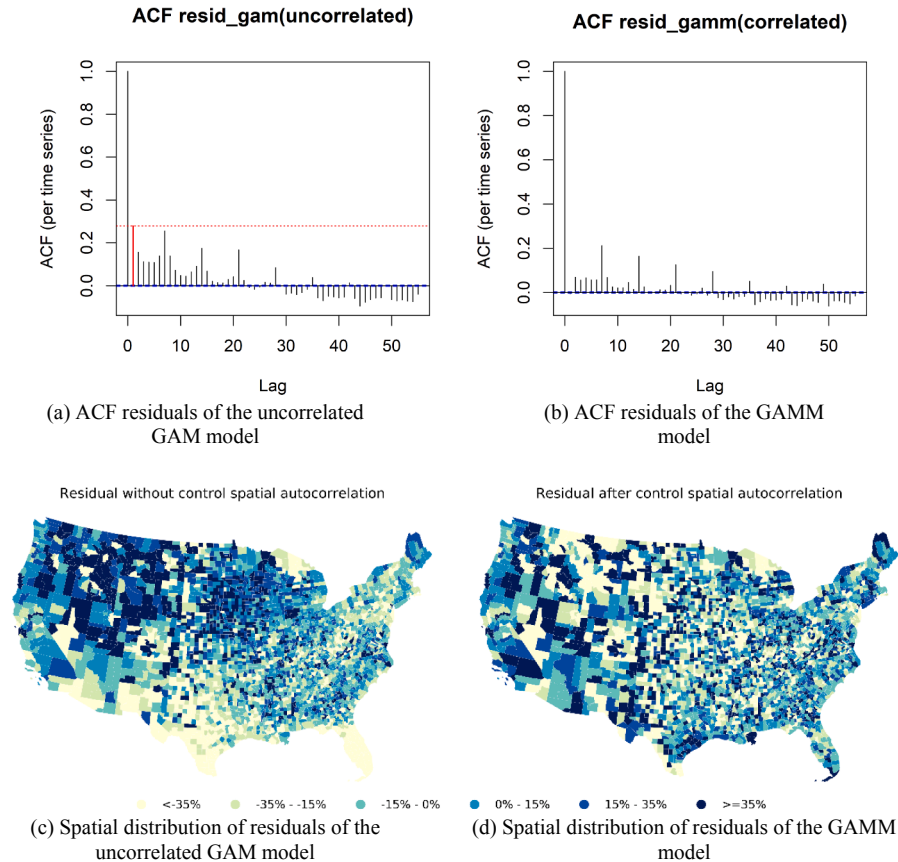 ACF resid_gam(uncorrelated)
ACF resid_gamm(correlated)
ACF (per time series)
1.0
0.8
0.6
0.4
0.2
0.0
0 10 20 30 40 50
Lag
(a) ACF residuals of the uncorrelated
GAM model
ACF (per time series)
1.0
0.8
0.6
0.4
0.2
0.0
0 10 20 30 40 50
Lag
(b) ACF residuals of the GAMM
model
Residual without control spatial autocorrelation
Residual after control spatial autocorrelation
<-35% -35% - -15% -15% - 0% 0% - 15% 15% - 35% >=35%
(c) Spatial distribution of residuals of the
uncorrelated GAM model
(d) Spatial distribution of residuals of the GAMM
model